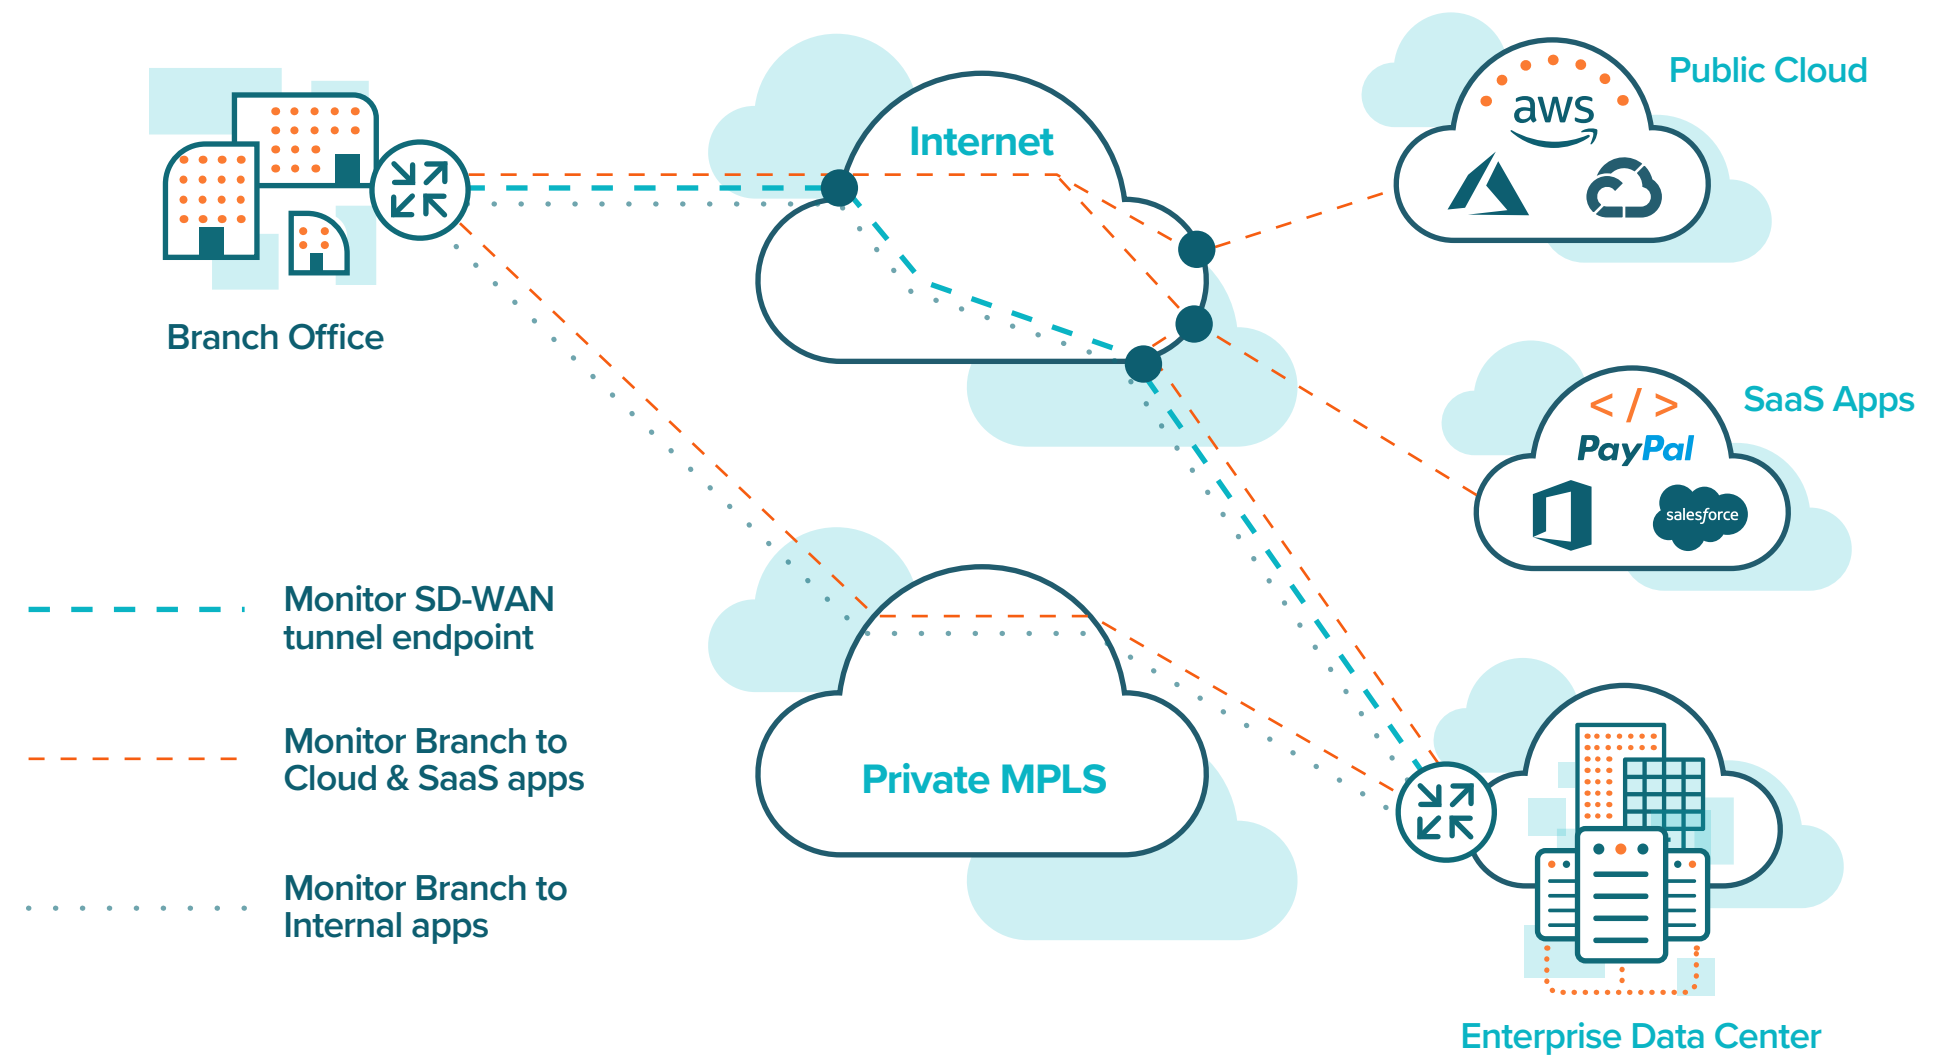 Internet
aws
Public Cloud
Branch Office
</>
PayPal
salesforce
SaaS Apps
Monitor SD-WAN
tunnel endpoint
Monitor Branch to
Cloud & SaaS apps
Monitor Branch to
Internal apps
Private MPLS
Enterprise Data Center